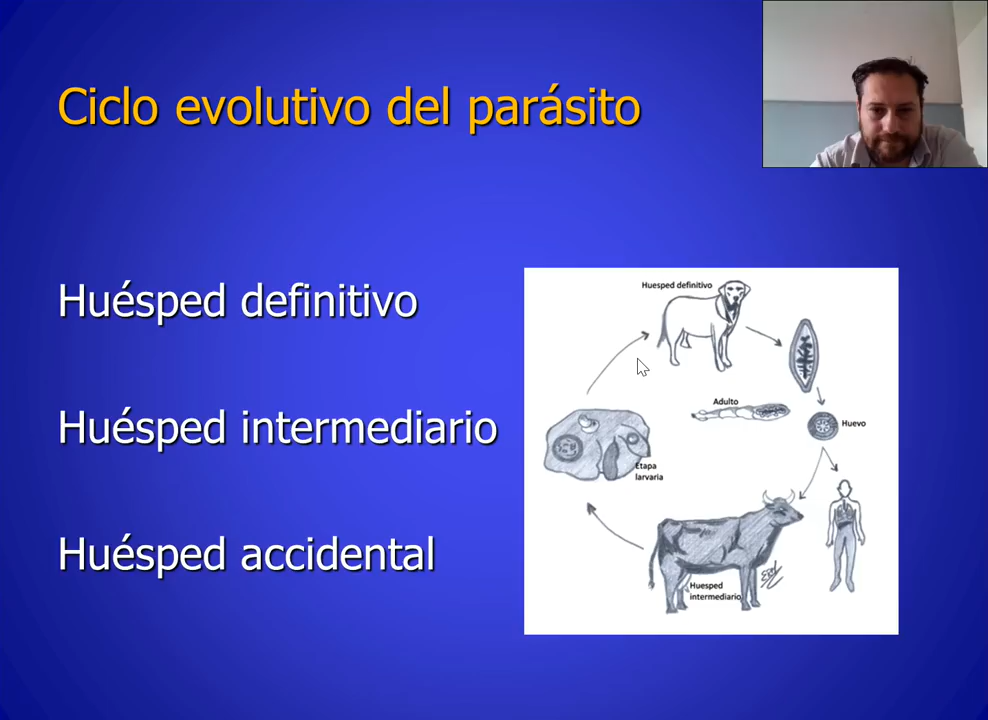 Ciclo evolutivo del parásito
Huésped definitivo
Huésped intermediario
Huésped accidental
Huesped definitivo
Adulto
Huevo
Etapa
larvaria
Huesped
intermediario